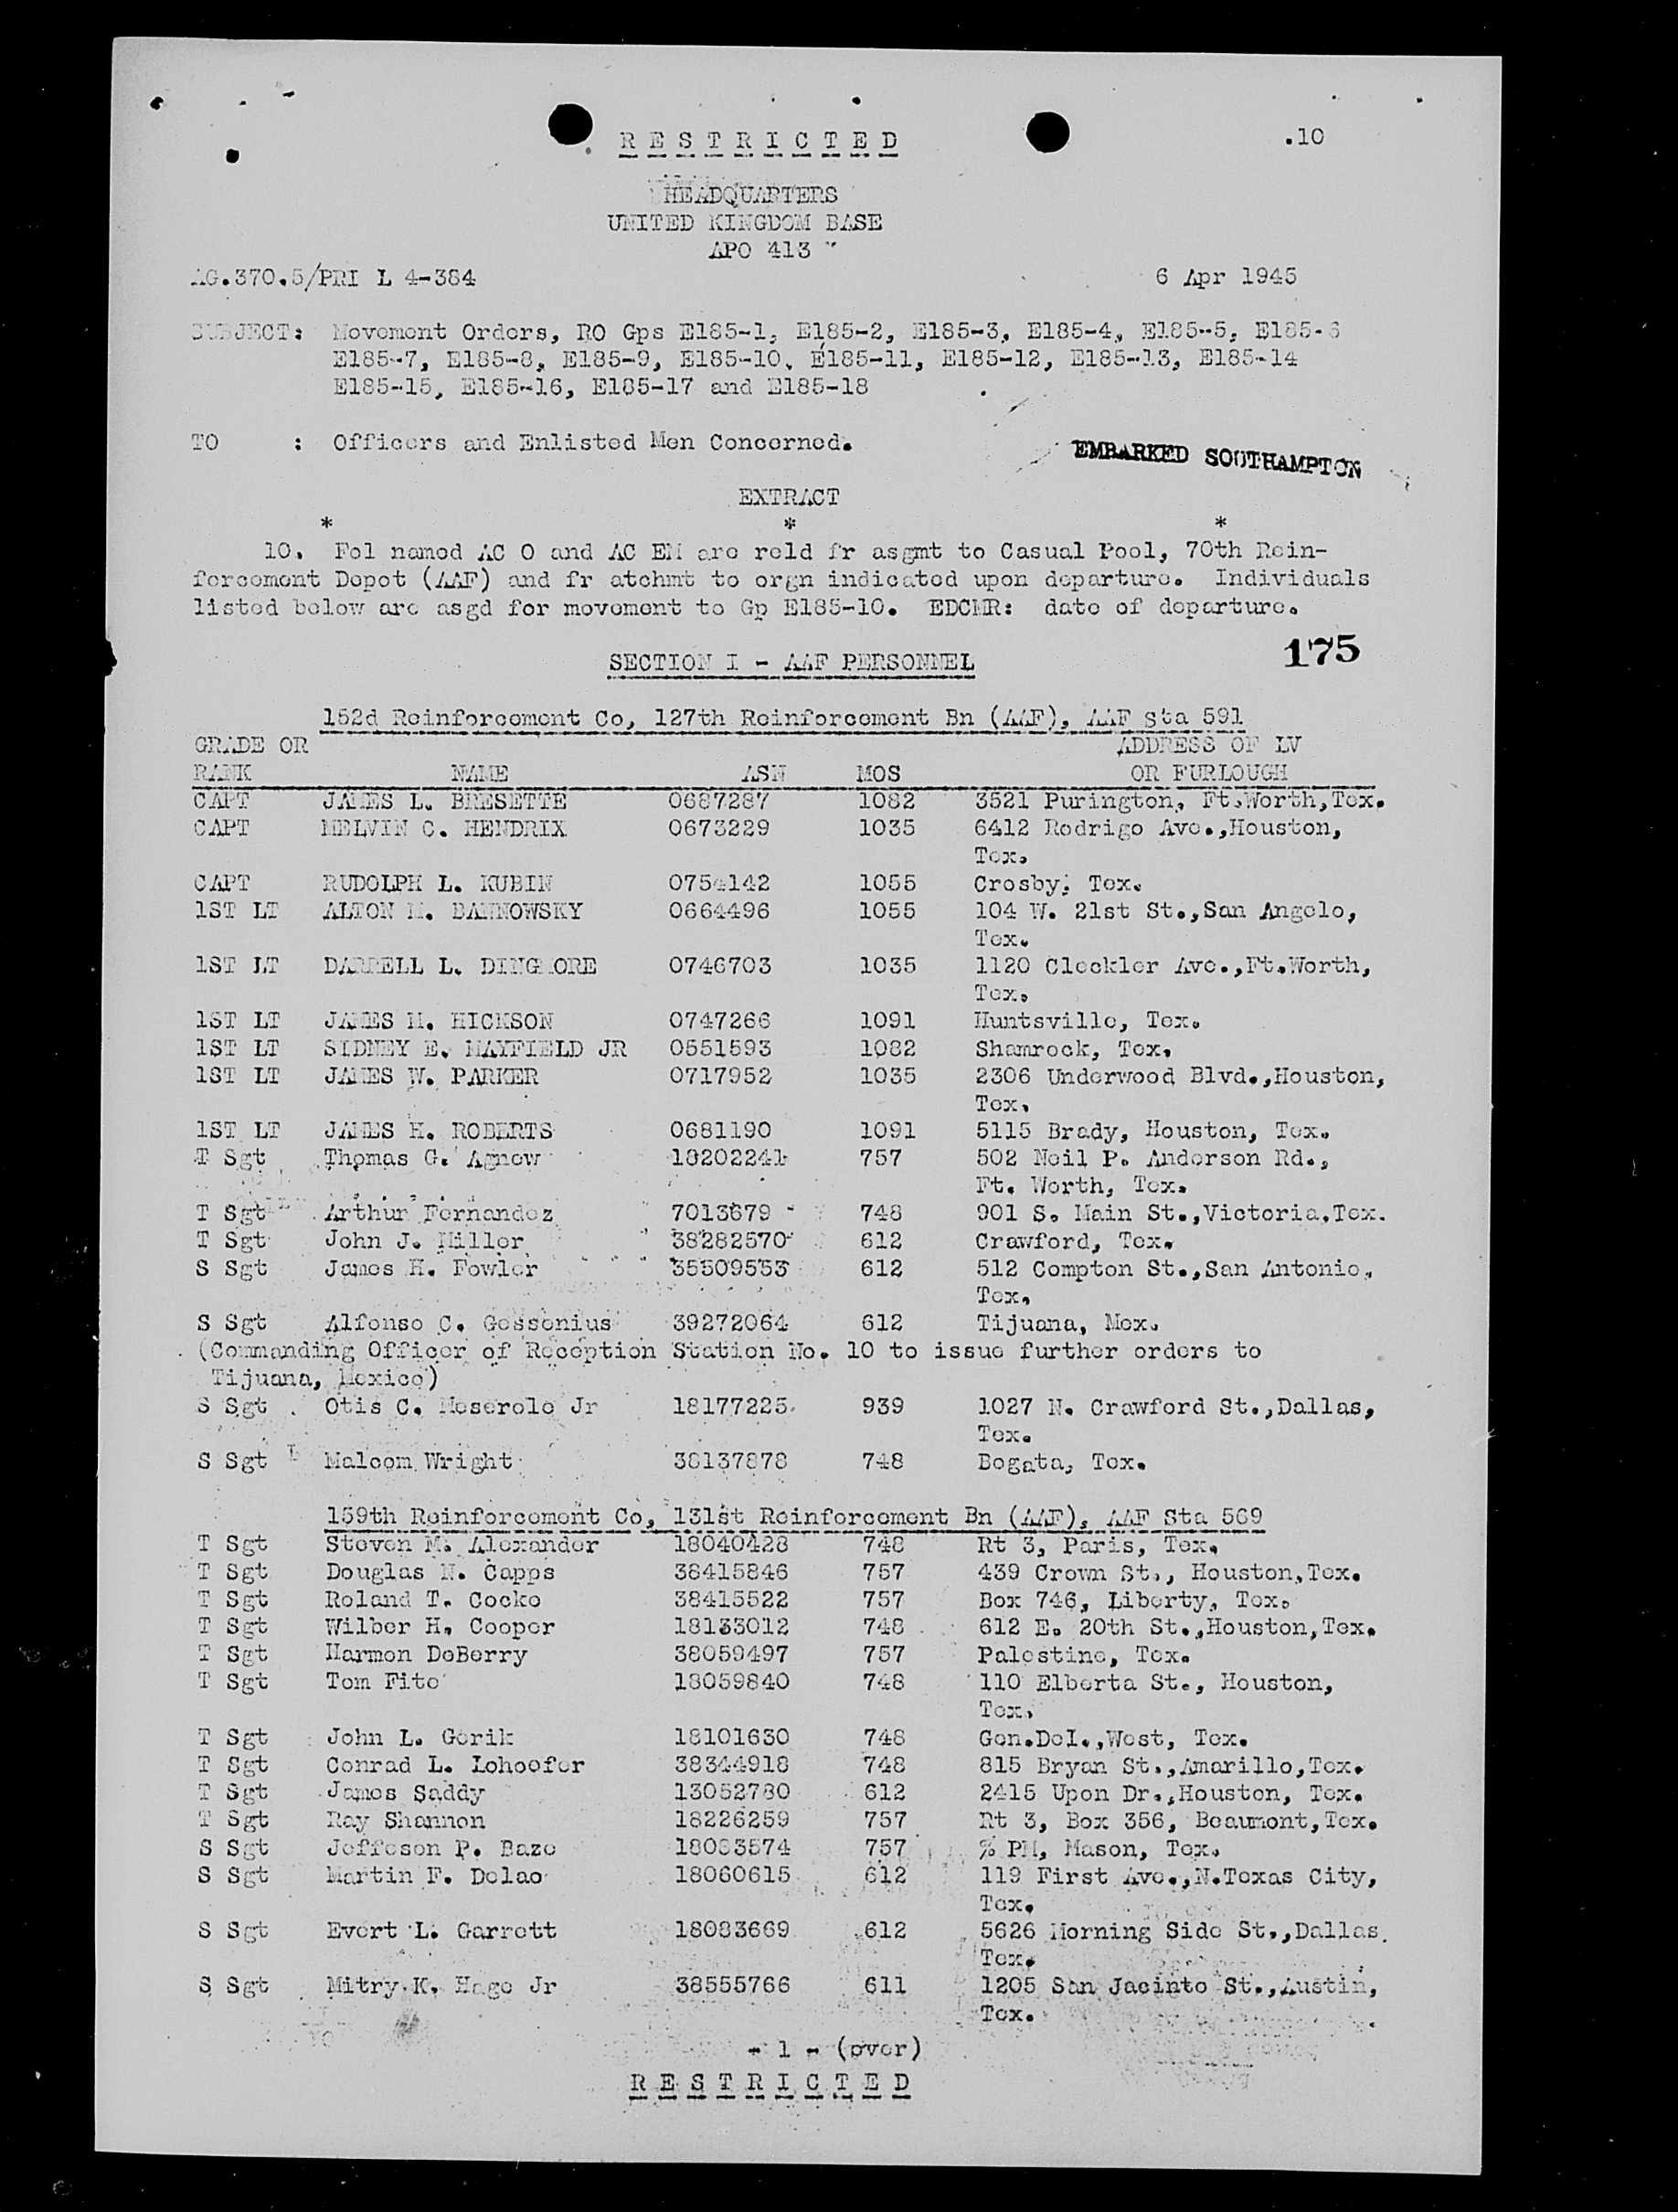 RESTRICTED
.10
HEADQUARTERS
UNITED KINGDOM BASE
APO 413
AG.370.5/PRI L 4-384 6 Apr 1945
SUBJECT: Movement Orders, RO Gps E185-1, E185-2, E185-3, E185-4, E185-5, E185-6
E185-7, E185-8, E185-9, E185-10, E185-11, E185-12, E185-13, E185-14
E185-15, E185-16, E185-17 and E185-18
TO : Officers and Enlisted Men Concerned.
EMBARKED SOUTHAMPTON
EXTRACT
* * *
10. Fol named AC O and AC EM are reld fr asgmt to Casual Pool, 70th Rein-
forcement Depot (AAF) and fr atchmt to orgn indicated upon departure. Individuals
listed below are asgd for movement to Gp E185-10. EDCMR: date of departure.
175
SECTION I - AAF PERSONNEL
152d Reinforcement Co, 127th Reinforcement Bn (AAF), AAF Sta 591
GRADE OR ADDRESS OF LV
RANK NAME ASN MOS OR FURLOUGH
CAPT JAMES L. BRESETTE 0687287 1082 3521 Purington, Ft.Worth,Tex.
CAPT MELVIN C. HENDRIX 0673229 1035 6412 Rodrigo Ave.,Houston,
Tex.
CAPT RUDOLPH L. KUBIN 0754142 1055 Crosby, Tex.
1ST LT ALTON M. BANNOWSKY 0664496 1055 104 W. 21st St.,San Angelo,
Tex.
1ST LT DARRELL L. DINGMORE 0746703 1035 1120 Cleckler Ave.,Ft.Worth,
Tex.
1ST LT JAMES M. HICKSON 0747266 1091 Huntsville, Tex.
1ST LT SIDNEY E. MAYFIELD JR 0551593 1082 Shamrock, Tex.
1ST LT JAMES W. PARKER 0717952 1035 2306 Underwood Blvd.,Houston,
Tex.
1ST LT JAMES H. ROBERTS 0681190 1091 5115 Brady, Houston, Tex.
T Sgt Thomas G. Agnew 18202241 757 502 Neil P. Anderson Rd.,
Ft. Worth, Tex.
T Sgt Arthur Fernandez 7013679 748 901 S. Main St.,Victoria,Tex.
T Sgt John J. Miller 38282570 612 Crawford, Tex.
S Sgt James H. Fowler 35509553 612 512 Compton St.,San Antonio,
Tex.
S Sgt Alfonso C. Gessenius 39272064 612 Tijuana, Mex.
(Commanding Officer of Reception Station No. 10 to issue further orders to
Tijuana, Mexico)
S Sgt Otis C. Meserole Jr 18177225 939 1027 N. Crawford St.,Dallas,
Tex.
S Sgt Malcom Wright 38137878 748 Bogata, Tex.
159th Reinforcement Co, 131st Reinforcement Bn (AAF), AAF Sta 569
T Sgt Steven M. Alexander 18040428 748 Rt 3, Paris, Tex.
T Sgt Douglas N. Capps 38415846 757 439 Crown St., Houston,Tex.
T Sgt Roland T. Cocke 38415522 757 Box 746, Liberty, Tex.
T Sgt Wilber H. Cooper 18133012 748 612 E. 20th St.,Houston,Tex.
T Sgt Harmon DeBerry 38059497 757 Palestine, Tex.
T Sgt Tom Fite 18059840 748 110 Elberta St., Houston,
Tex.
T Sgt John L. Gerik 18101630 748 Gen.Del.,West, Tex.
T Sgt Conrad L. Lohoefer 38344918 748 815 Bryan St.,Amarillo,Tex.
T Sgt James Saddy 13052780 612 2415 Upon Dr.,Houston, Tex.
T Sgt Ray Shannon 18226259 757 Rt 3, Box 356, Beaumont,Tex.
S Sgt Jeffeson P. Baze 18083574 757 % PM, Mason, Tex.
S Sgt Martin F. Delao 18060615 612 119 First Ave.,N.Texas City,
Tex.
S Sgt Evert L. Garrett 18083669 612 5626 Morning Side St.,Dallas,
Tex.
S Sgt Mitry K. Hage Jr 38555766 611 1205 San Jacinto St.,Austin,
Tex.
- 1 - (over)
RESTRICTED